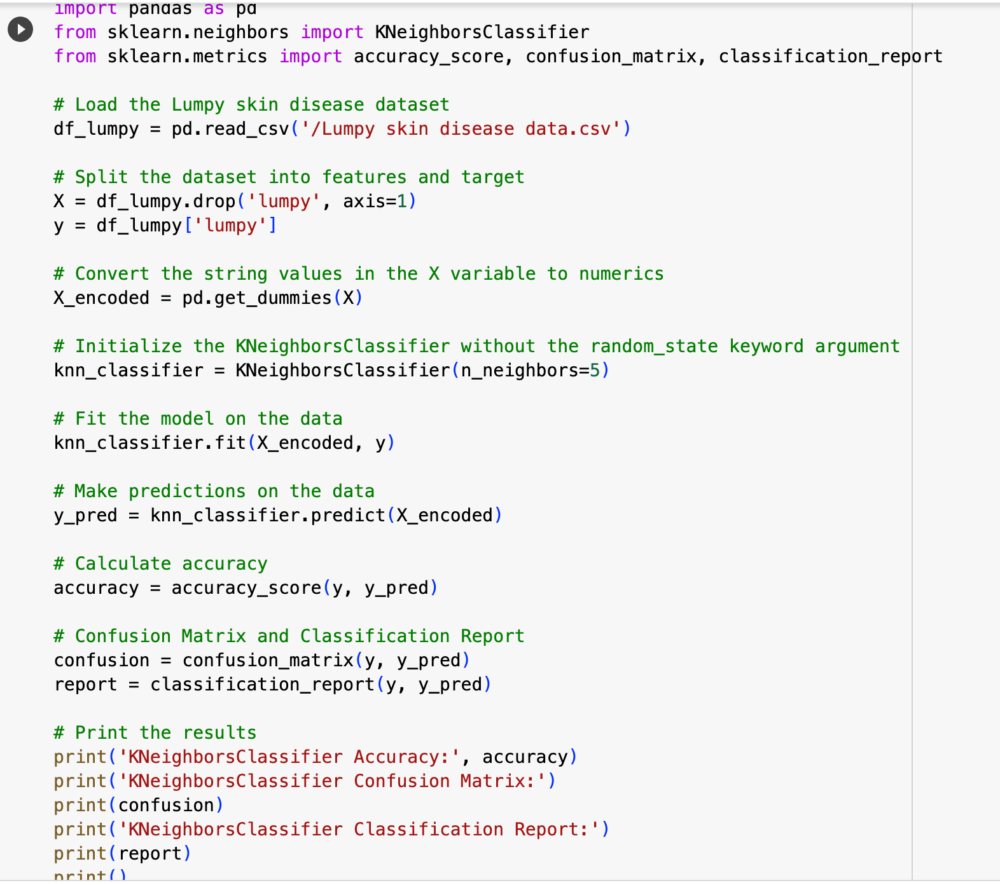 import pandas as pd
from sklearn.neighbors import KNeighborsClassifier
from sklearn.metrics import accuracy_score, confusion_matrix, classification_report
# Load the Lumpy skin disease dataset
df_lumpy = pd.read_csv('/Lumpy skin disease data.csv')
# Split the dataset into features and target
X = df_lumpy.drop('lumpy', axis=1)
y = df_lumpy['lumpy']
# Convert the string values in the X variable to numerics
X_encoded = pd.get_dummies(X)
# Initialize the KNeighborsClassifier without the random_state keyword argument
knn_classifier = KNeighborsClassifier(n_neighbors=5)
# Fit the model on the data
knn_classifier.fit(X_encoded, y)
# Make predictions on the data
y_pred = knn_classifier.predict(X_encoded)
# Calculate accuracy
accuracy = accuracy_score(y, y_pred)
# Confusion Matrix and Classification Report
confusion = confusion_matrix(y, y_pred)
report = classification_report(y, y_pred)
# Print the results
print('KNeighborsClassifier Accuracy:', accuracy)
print('KNeighborsClassifier Confusion Matrix:')
print(confusion)
print('KNeighborsClassifier Classification Report:')
print(report)
print()